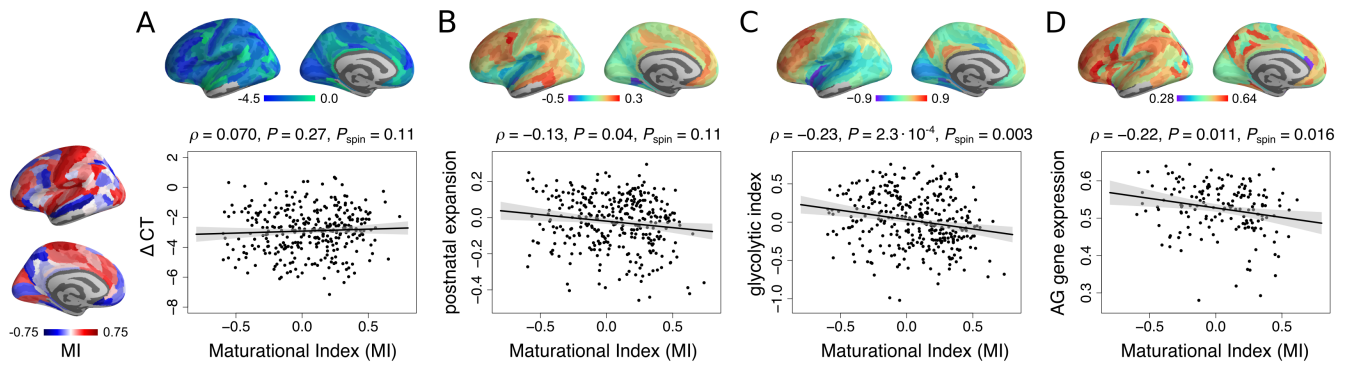 A B C D
-4.5 0.0 -0.5 0.3 −0.9 0.9 0.28 0.64
ρ = 0.070, P = 0.27, Pspin = 0.11
ρ = −0.13, P = 0.04, Pspin = 0.11
ρ = −0.23, P = 2.3·10⁻⁴, Pspin = 0.003
ρ = −0.22, P = 0.011, Pspin = 0.016
-0.75 0.75
MI
Δ CT
2
0
−2
−4
−6
−8
−0.5 0.0 0.5
Maturational Index (MI)
postnatal expansion
0.2
0.0
−0.2
−0.4
−0.5 0.0 0.5
Maturational Index (MI)
glycolytic index
0.5
0.0
−1.0
−0.5 0.0 0.5
Maturational Index (MI)
AG gene expression
0.6
0.5
0.4
0.3
−0.5 0.0 0.5
Maturational Index (MI)